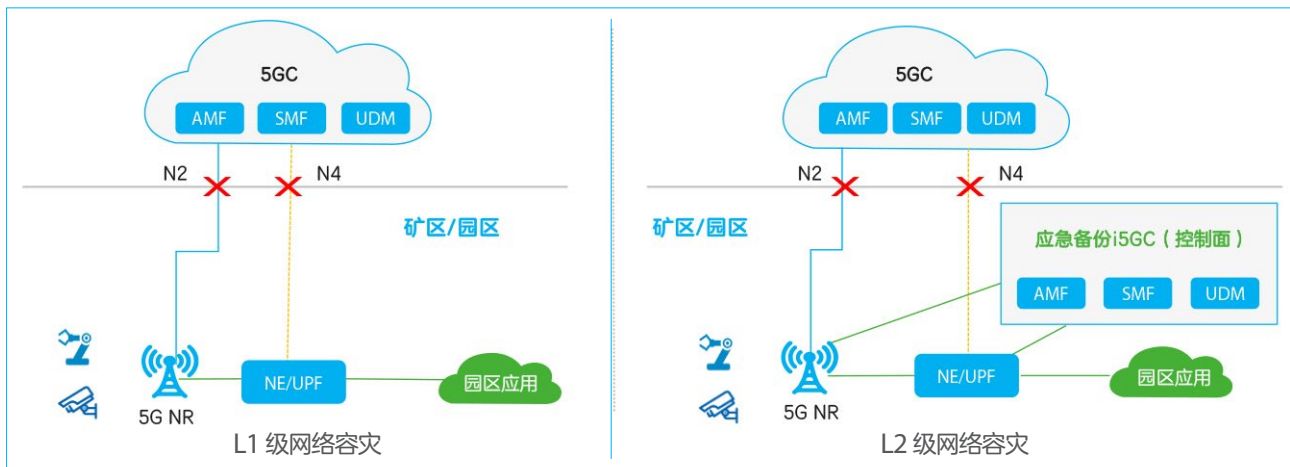 5GC
AMF
SMF
UDM
N2
N4
矿区/园区
5G NR
NE/UPF
园区应用
L1 级网络容灾
5GC
AMF
SMF
UDM
N2
N4
矿区/园区
应急备份i5GC（控制面）
AMF
SMF
UDM
5G NR
NE/UPF
园区应用
L2 级网络容灾